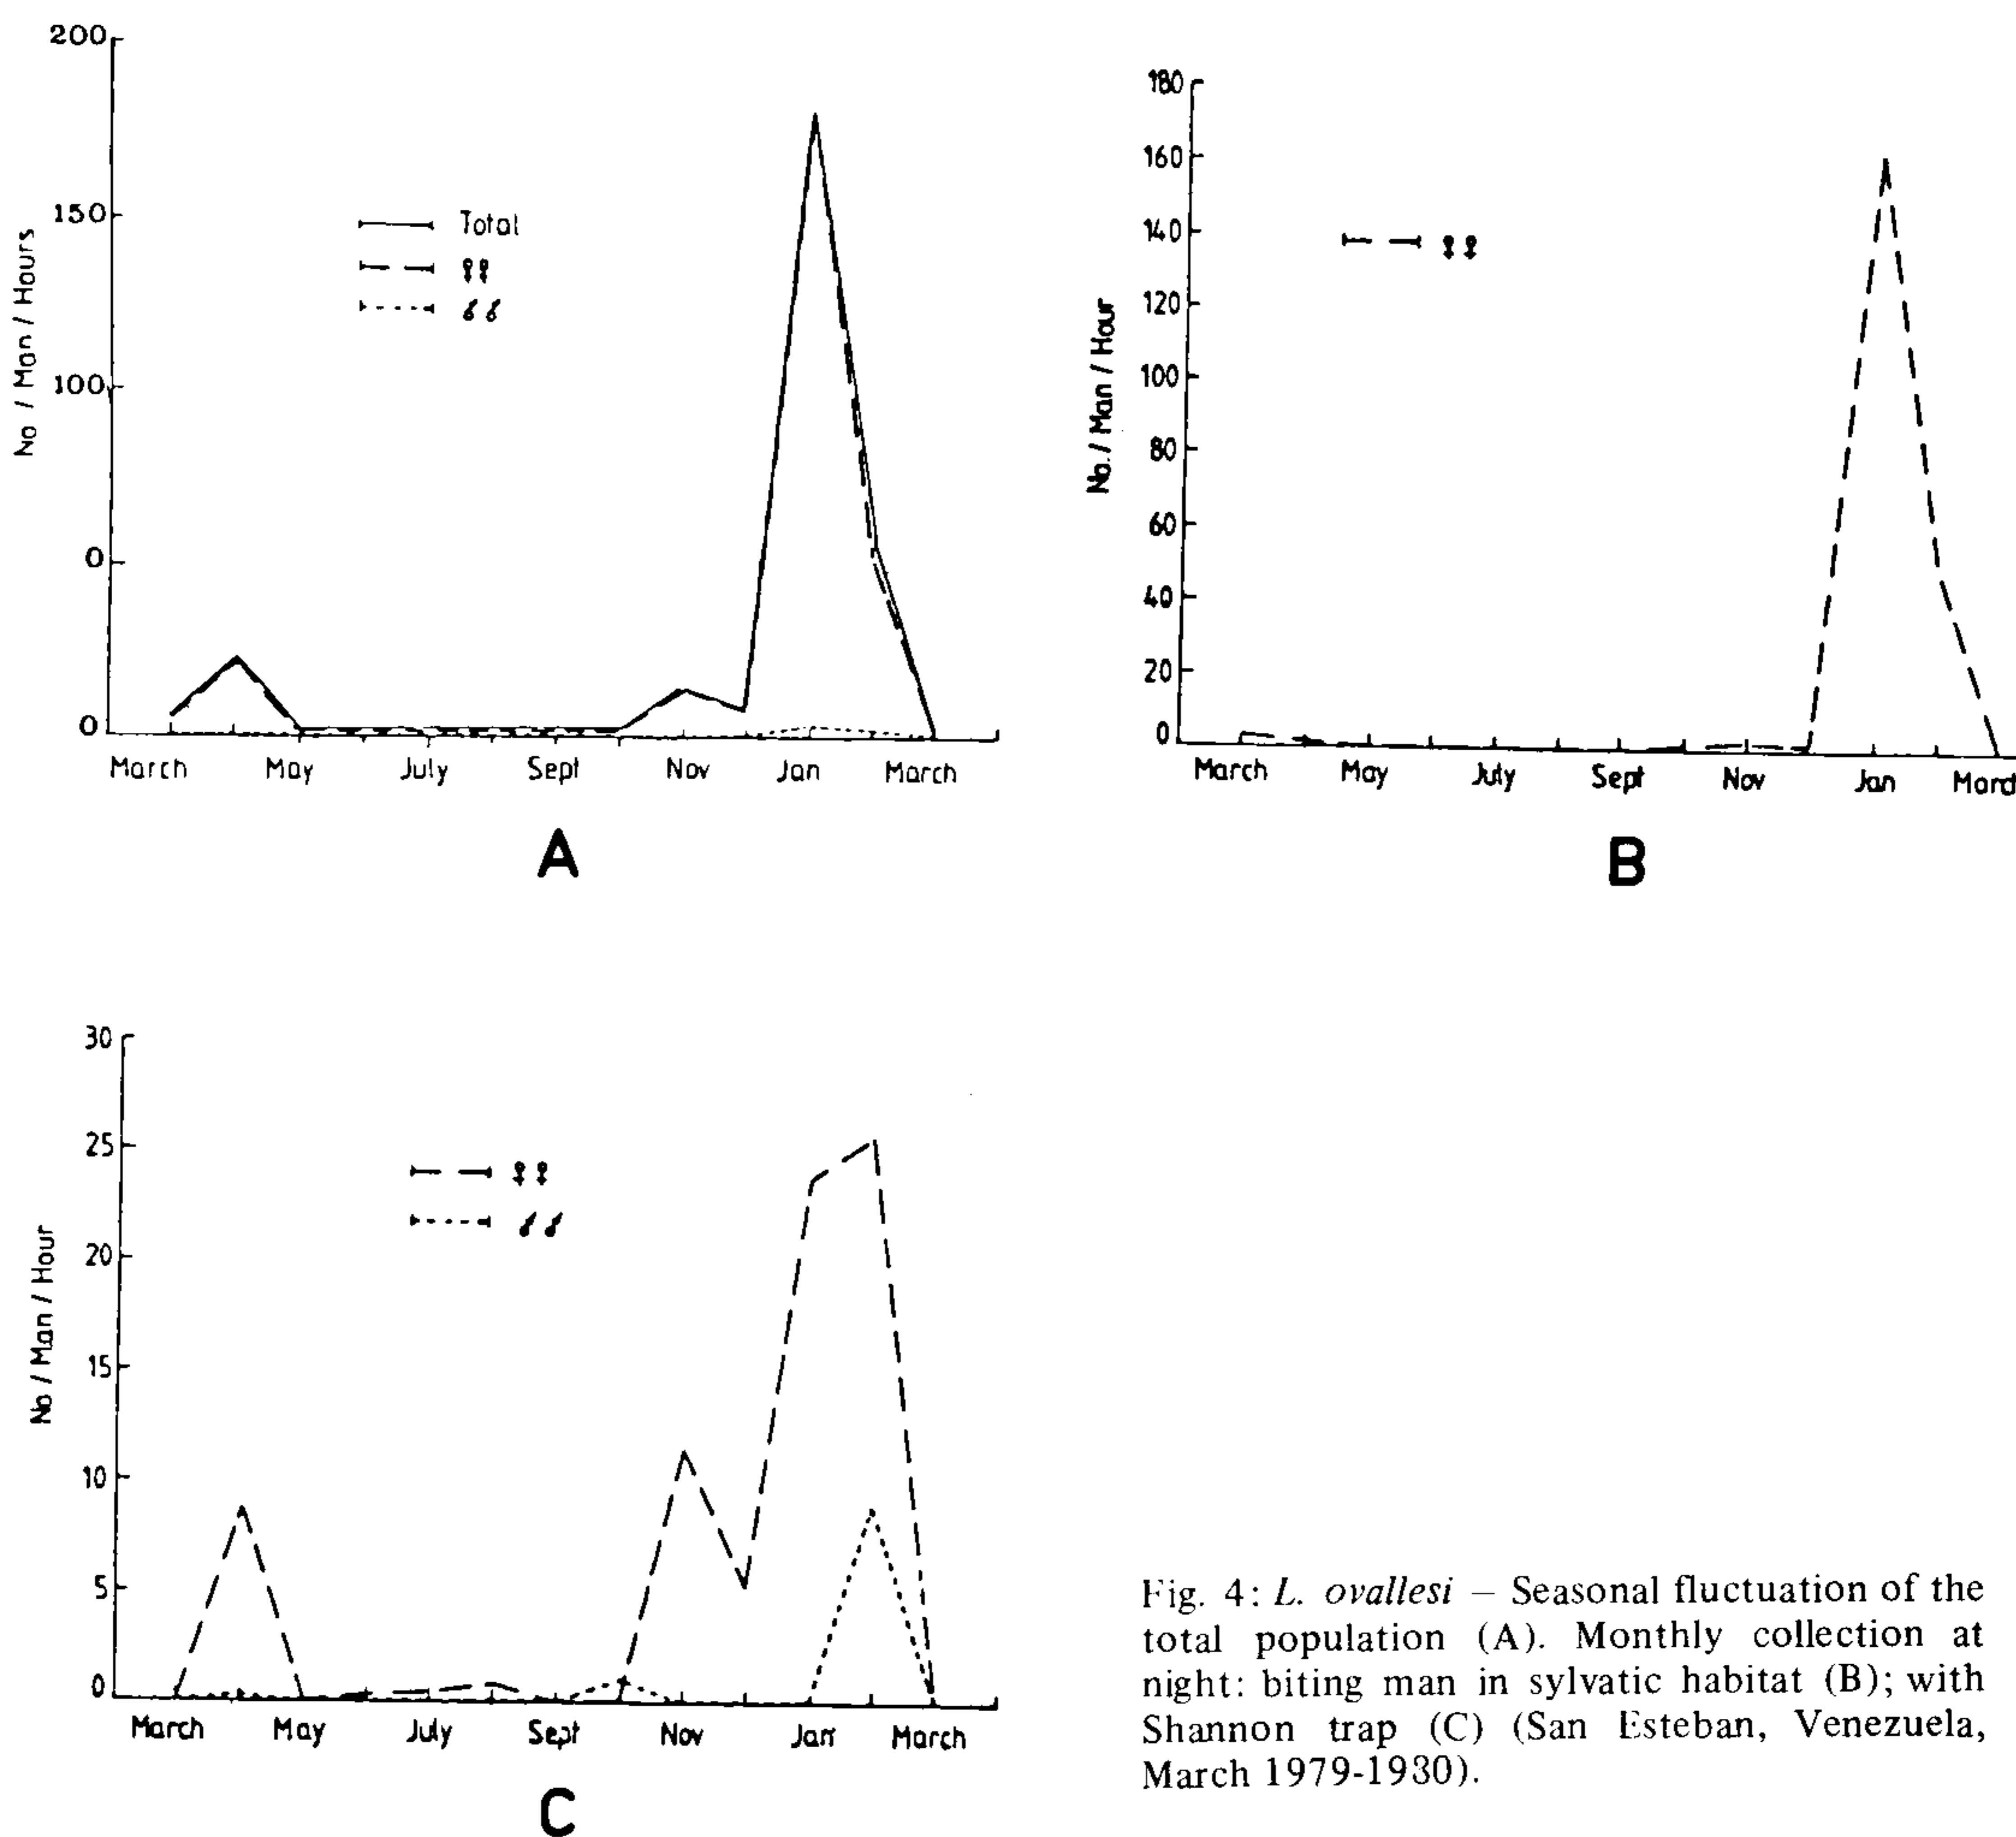 200
150
100
0
0
No / Man / Hours
Total
♀♀
♂♂
March May July Sept Nov Jan March
A
180
160
140
120
100
80
60
40
20
0
No. / Man / Hour
♀♀
March May July Sept Nov Jan March
B
30
25
20
15
10
5
0
No / Man / Hour
♀♀
♂♂
March May July Sept Nov Jan March
C
Fig. 4: L. ovallesi – Seasonal fluctuation of the
total population (A). Monthly collection at
night: biting man in sylvatic habitat (B); with
Shannon trap (C) (San Esteban, Venezuela,
March 1979-1930).